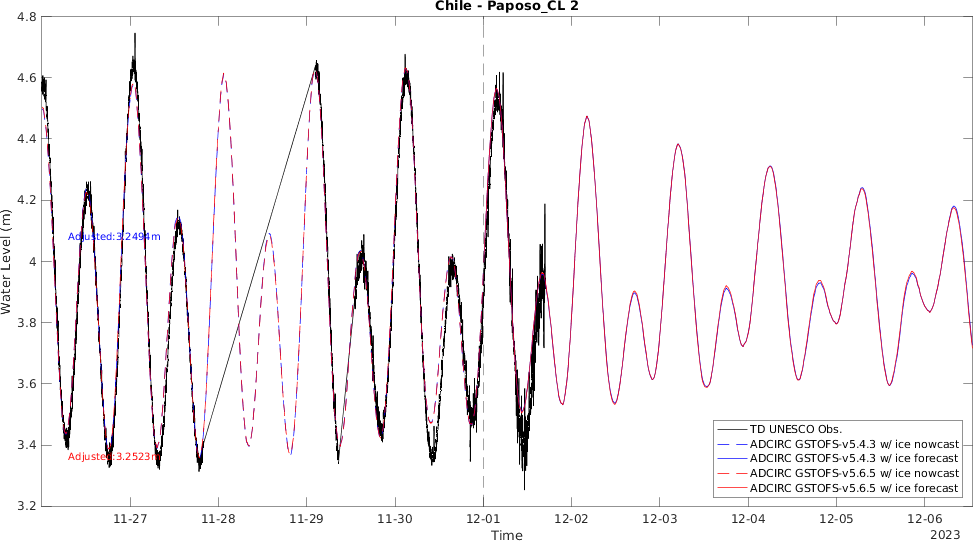 Chile - Paposo_CL 2
4.8
4.6
4.4
4.2
4
3.8
3.6
3.4
3.2
Water Level (m)
Adjusted:3.2494m
Adjusted:3.2523m
TD UNESCO Obs.
ADCIRC GSTOFS-v5.4.3 w/ ice nowcast
ADCIRC GSTOFS-v5.4.3 w/ ice forecast
ADCIRC GSTOFS-v5.6.5 w/ ice nowcast
ADCIRC GSTOFS-v5.6.5 w/ ice forecast
11-27 11-28 11-29 11-30 12-01 12-02 12-03 12-04 12-05 12-06
Time
2023